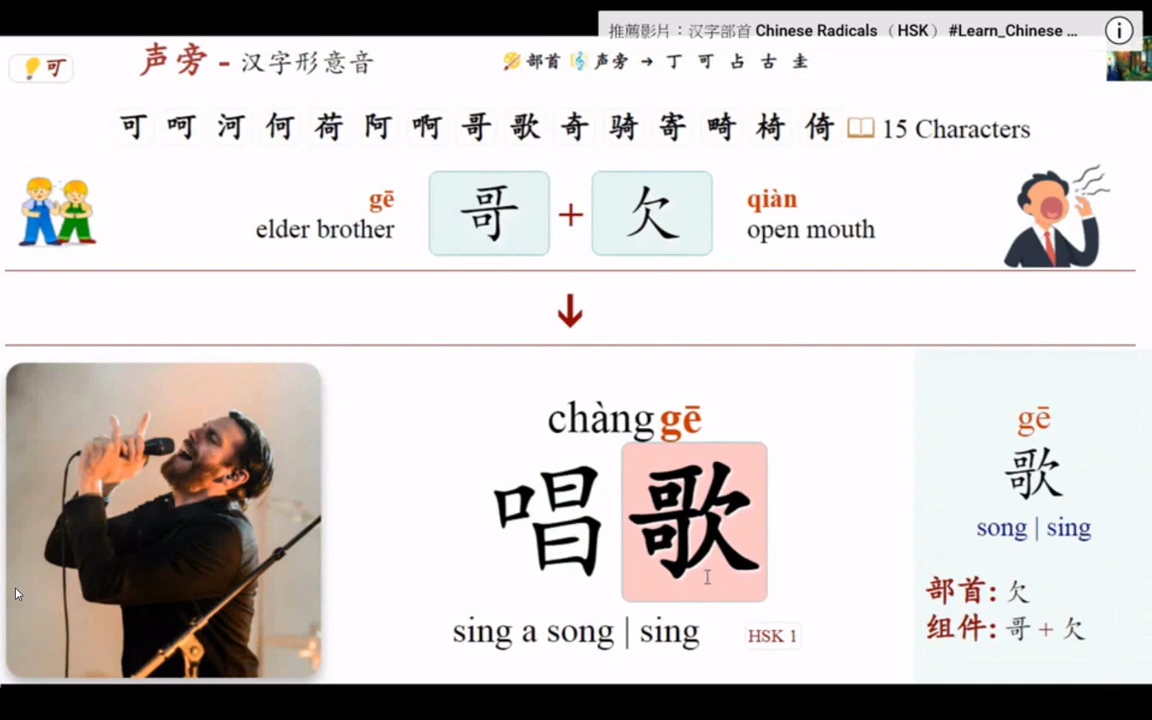 推薦影片：汉字部首 Chinese Radicals （HSK）#Learn_Chinese ...
可
声旁 - 汉字形意音
部首 声旁 → 丁 可 占 古 圭
可 呵 河 何 荷 阿 啊 哥 歌 奇 骑 寄 畸 椅 倚 15 Characters
gē
elder brother
哥 + 欠
qiàn
open mouth
↓
chàng gē
唱 歌
sing a song | sing
HSK 1
gē
歌
song | sing
部首: 欠
组件: 哥 + 欠